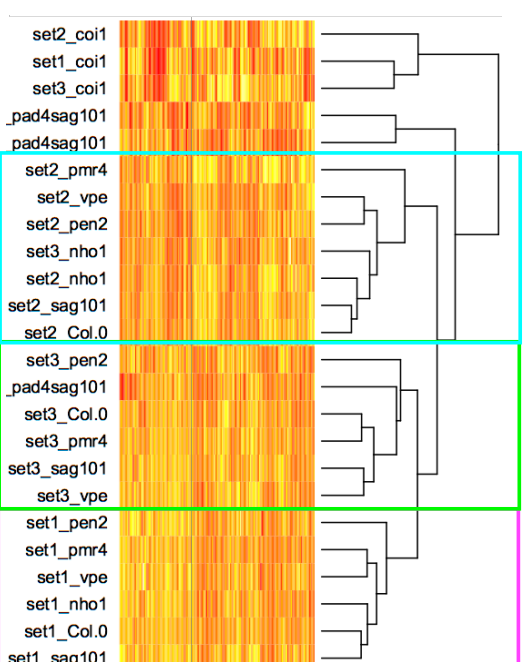 set2_coi1
set1_coi1
set3_coi1
_pad4sag101
_pad4sag101
set2_pmr4
set2_vpe
set2_pen2
set3_nho1
set2_nho1
set2_sag101
set2_Col.0
set3_pen2
_pad4sag101
set3_Col.0
set3_pmr4
set3_sag101
set3_vpe
set1_pen2
set1_pmr4
set1_vpe
set1_nho1
set1_Col.0
set1_sag101